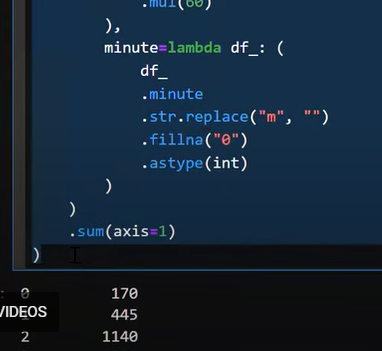 .mul(60)
),
minute=lambda df_: (
df_
.minute
.str.replace("m", "")
.fillna("0")
.astype(int)
)
)
.sum(axis=1)
)
0 170
VIDEOS 445
2 1140